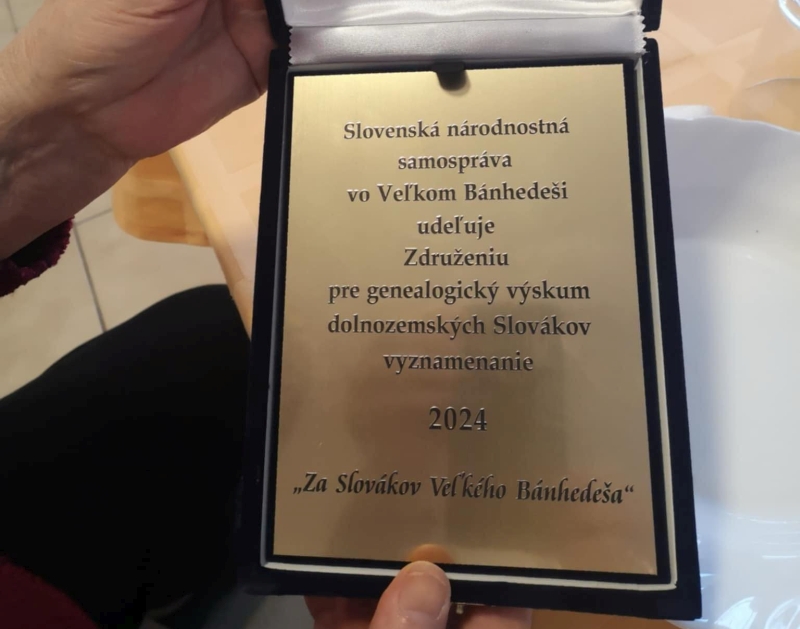 Slovenská národnostná
samospráva
vo Veľkom Bánhedeši
udeľuje
Združeniu
pre genealogický výskum
dolnozemských Slovákov
vyznamenanie
2024
„Za Slovákov Veľkého Bánhedeša“